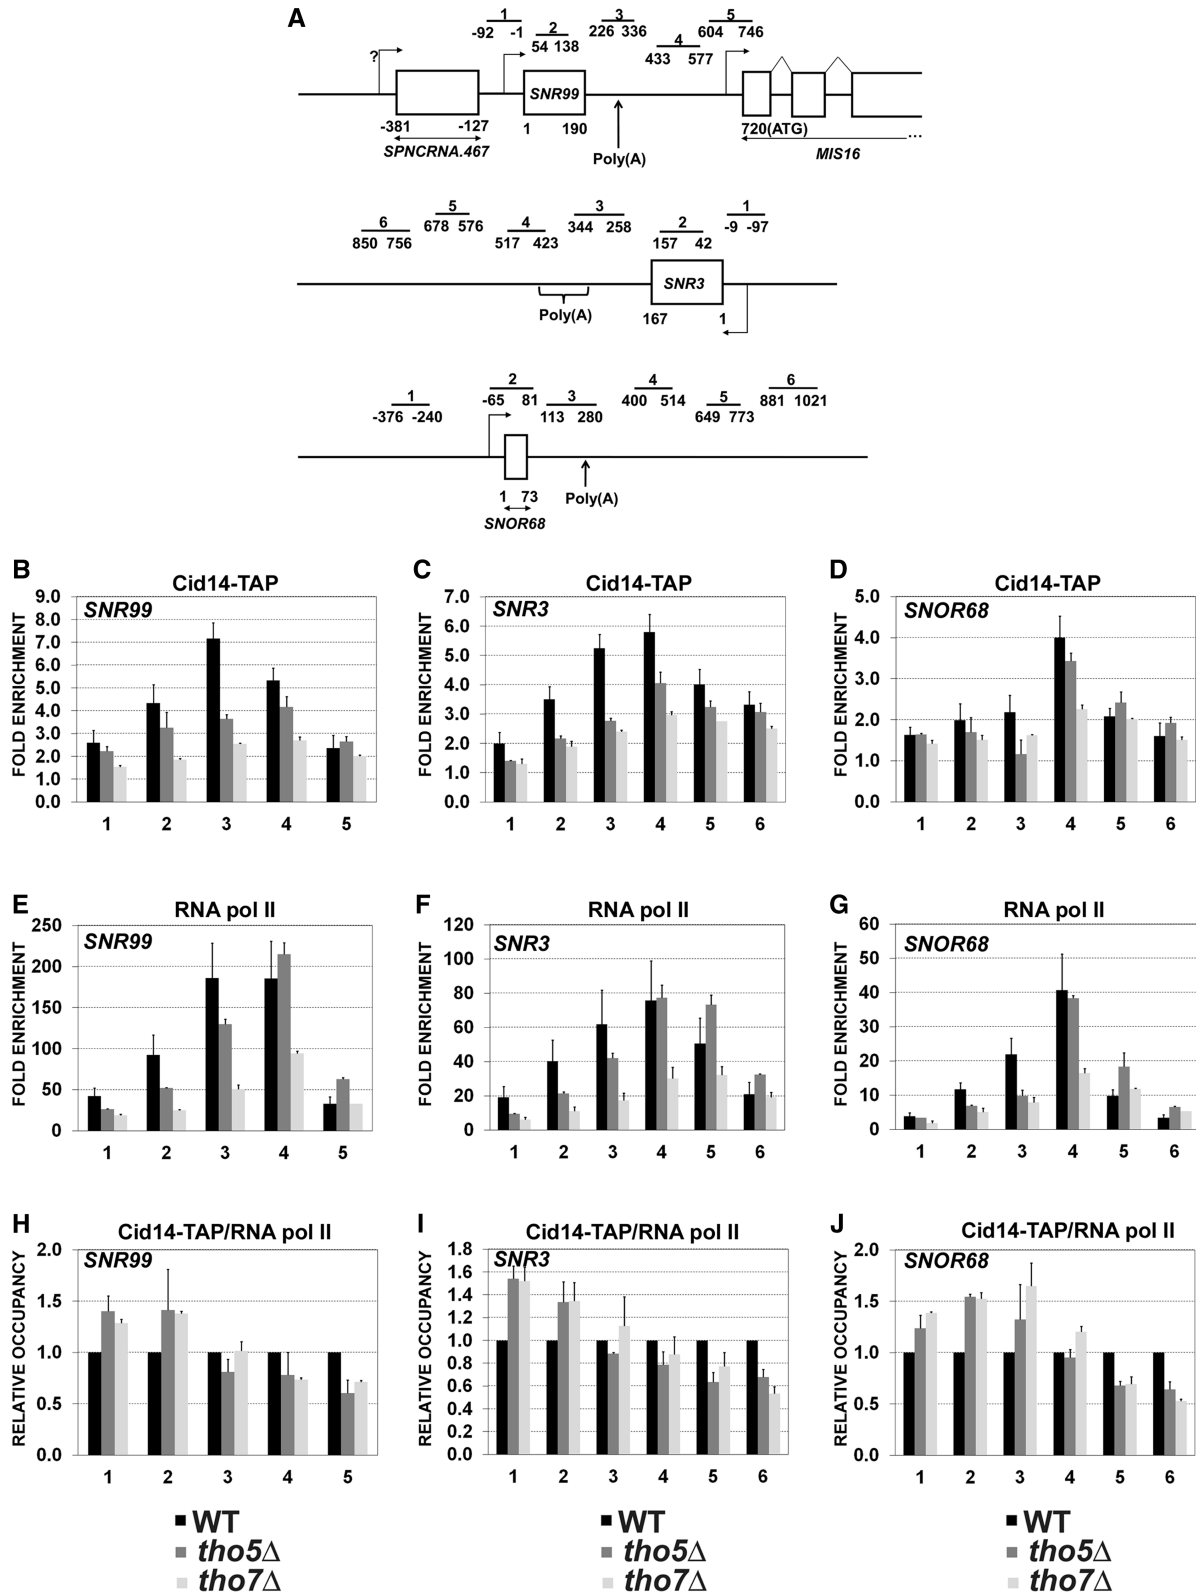 A
1 2 3 4 5
-92 -1 54 138 226 336 433 577 604 746
?
SNR99
-381 -127 1 190 720(ATG) ...
SPNCRNA.467 Poly(A) MIS16
6 5 4 3 2 1
850 756 678 576 517 423 344 258 157 42 -9 -97
SNR3
Poly(A) 167 1
1 2 3 4 5 6
-376 -240 -65 81 113 280 400 514 649 773 881 1021
1 73 Poly(A)
SNOR68
B
Cid14-TAP
SNR99
FOLD ENRICHMENT
9.0
8.0
7.0
6.0
5.0
4.0
3.0
2.0
1.0
0.0
1 2 3 4 5
C
Cid14-TAP
SNR3
FOLD ENRICHMENT
7.0
6.0
5.0
4.0
3.0
2.0
1.0
0.0
1 2 3 4 5 6
D
Cid14-TAP
SNOR68
FOLD ENRICHMENT
5.0
4.0
3.0
2.0
1.0
0.0
1 2 3 4 5 6
E
RNA pol II
SNR99
FOLD ENRICHMENT
250
200
150
100
50
0
1 2 3 4 5
F
RNA pol II
SNR3
FOLD ENRICHMENT
120
100
80
60
40
20
0
1 2 3 4 5 6
G
RNA pol II
SNOR68
FOLD ENRICHMENT
60
50
40
30
20
10
0
1 2 3 4 5 6
H
Cid14-TAP/RNA pol II
SNR99
RELATIVE OCCUPANCY
2.0
1.5
1.0
0.5
0.0
1 2 3 4 5
I
Cid14-TAP/RNA pol II
SNR3
RELATIVE OCCUPANCY
1.8
1.6
1.4
1.2
1.0
0.8
0.6
0.4
0.2
0.0
1 2 3 4 5 6
J
Cid14-TAP/RNA pol II
SNOR68
RELATIVE OCCUPANCY
2.0
1.5
1.0
0.5
0.0
1 2 3 4 5 6
WT
tho5Δ
tho7Δ
WT
tho5Δ
tho7Δ
WT
tho5Δ
tho7Δ